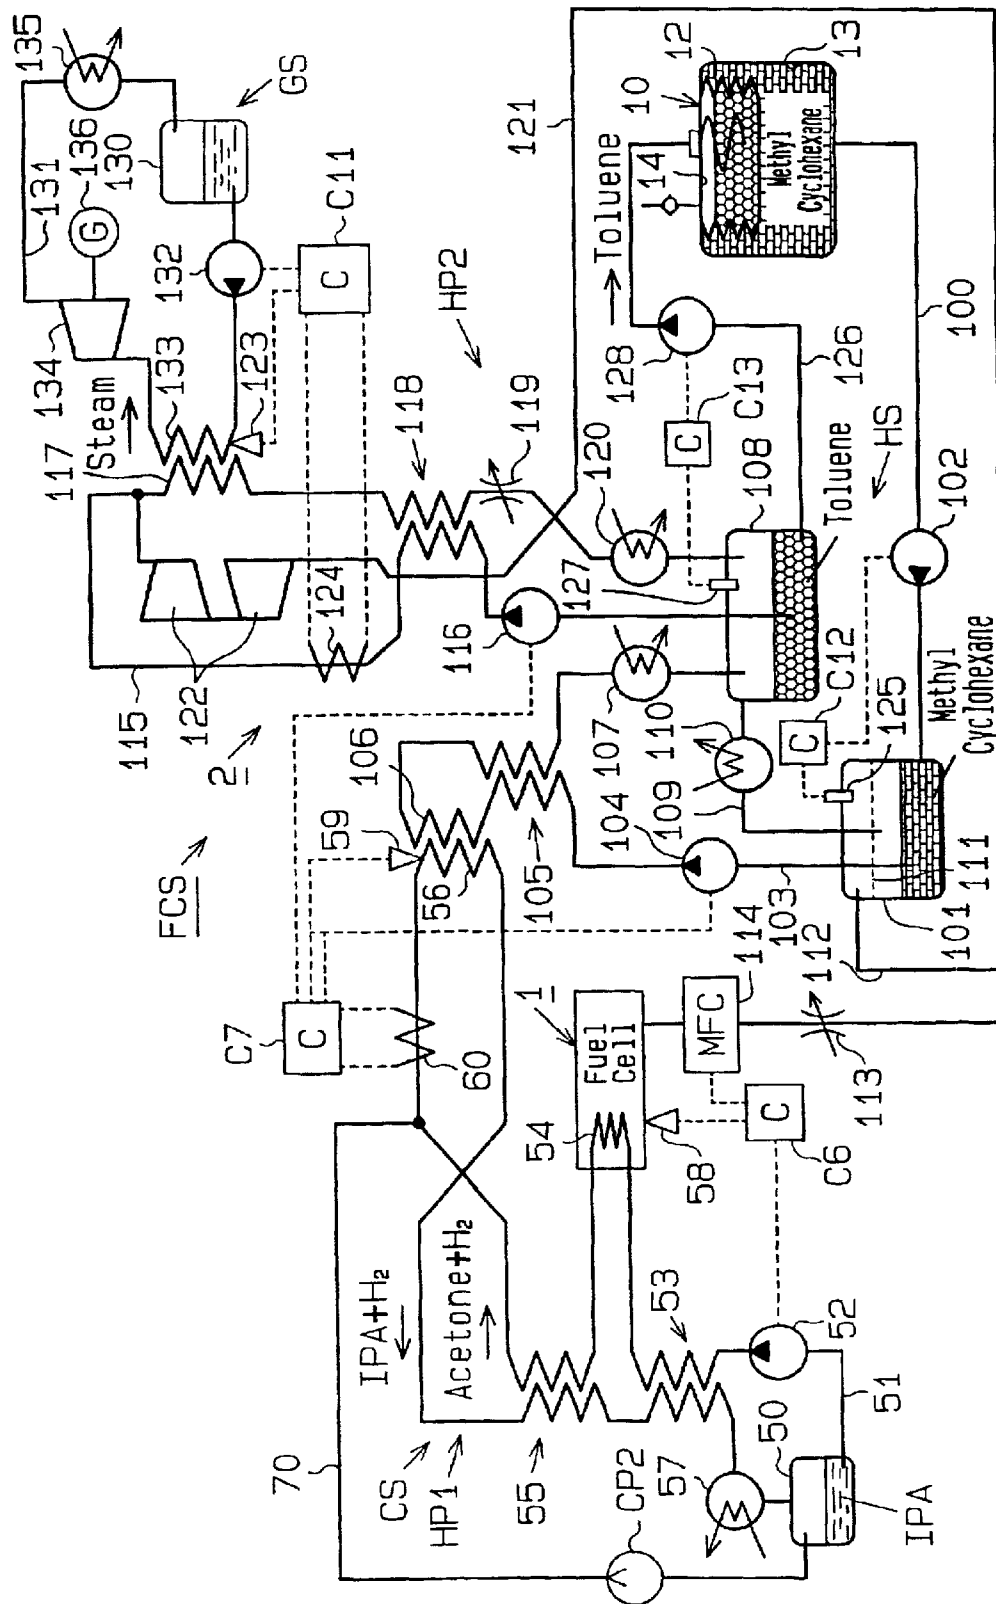 FCS
2
135
131
136
130
GS
134
132
Steam
133
117
123
C
C11
HP2
118
119
124
122
115
116
120
127
C
C13
128
Toluene
121
14
10
12
13
Methyl
Cyclohexane
100
126
108
Toluene
HS
102
Methyl
Cyclohexane
C12
C
125
110
109
107
106
59
56
105
104
103
111
101
112
C7
C
60
1
Fuel
Cell
54
58
MFC
114
113
C
C6
IPA+H₂
Acetone+H₂
70
CS
HP1
55
53
52
51
50
57
CP2
IPA
G